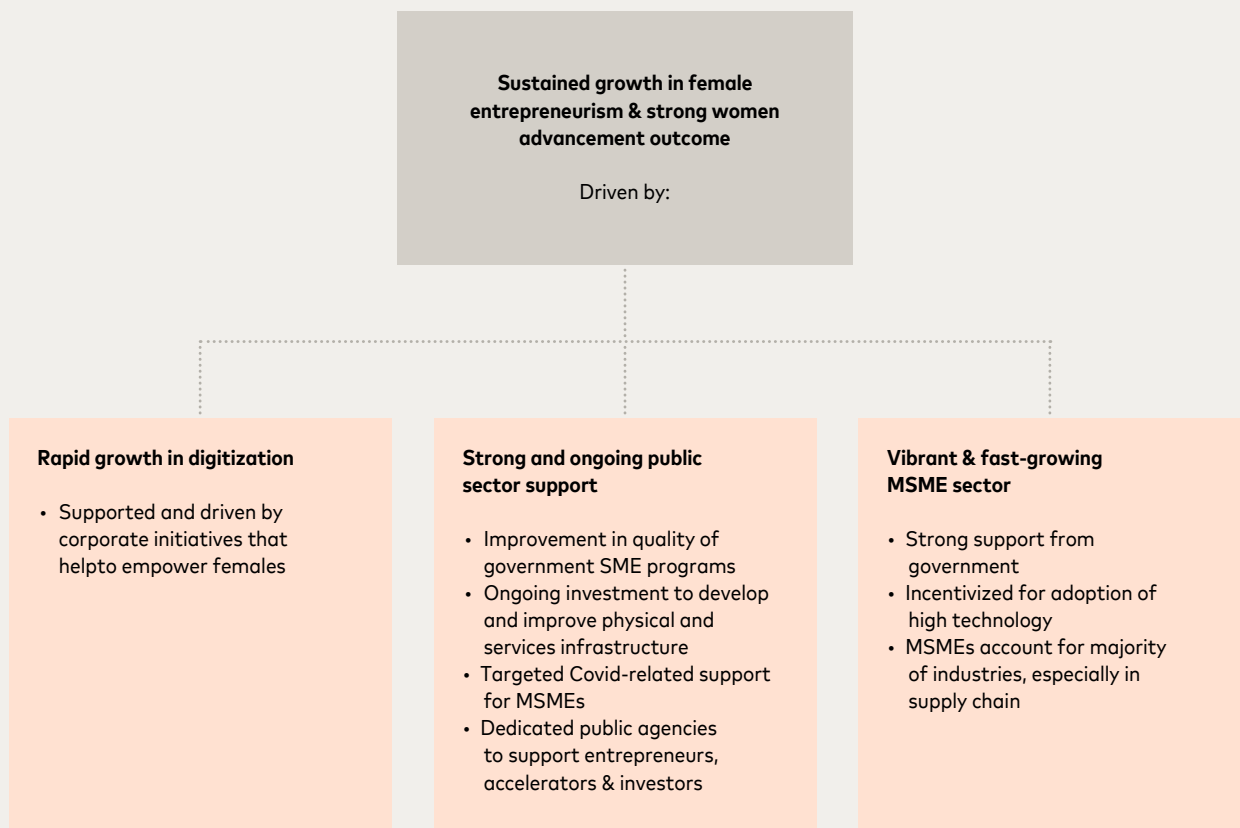 Sustained growth in female
entrepreneurism & strong women
advancement outcome
Driven by:
Rapid growth in digitization
• Supported and driven by
corporate initiatives that
helpto empower females
Strong and ongoing public
sector support
• Improvement in quality of
government SME programs
• Ongoing investment to develop
and improve physical and
services infrastructure
• Targeted Covid-related support
for MSMEs
• Dedicated public agencies
to support entrepreneurs,
accelerators & investors
Vibrant & fast-growing
MSME sector
• Strong support from
government
• Incentivized for adoption of
high technology
• MSMEs account for majority
of industries, especially in
supply chain